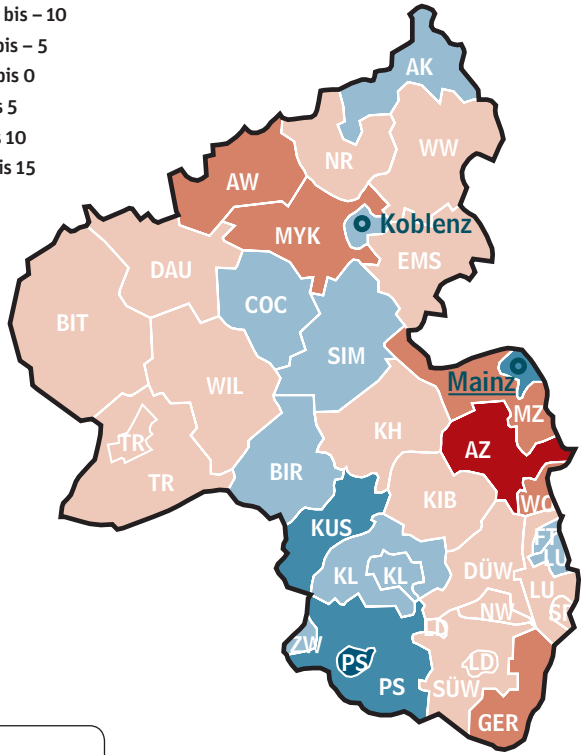 bis – 10
bis – 5
bis 0
5
10
bis 15
AK
NR
WW
AW
MYK
Koblenz
EMS
DAU
COC
BIT
SIM
WIL
Mainz
MZ
KH
AZ
TR
TR
BIR
KIB
WO
KUS
FT
LU
KL
KL
DÜW
LU
NW
SP
LD
ZW
PS
LD
PS
SÜW
GER